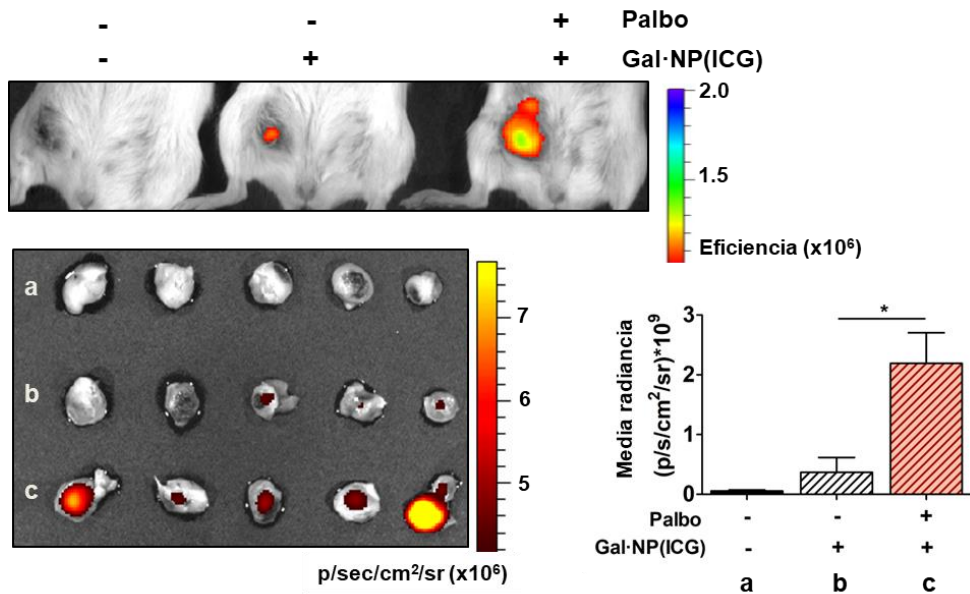 - - + Palbo
- + + Gal·NP(ICG)
2.0
1.5
Eficiencia (x10⁶)
a
b
c
7
6
5
p/sec/cm²/sr (x10⁶)
Media radiancia
(p/s/cm²/sr)*10⁹
3
2
1
0
*
Palbo - - +
Gal·NP(ICG) - + +
a b c